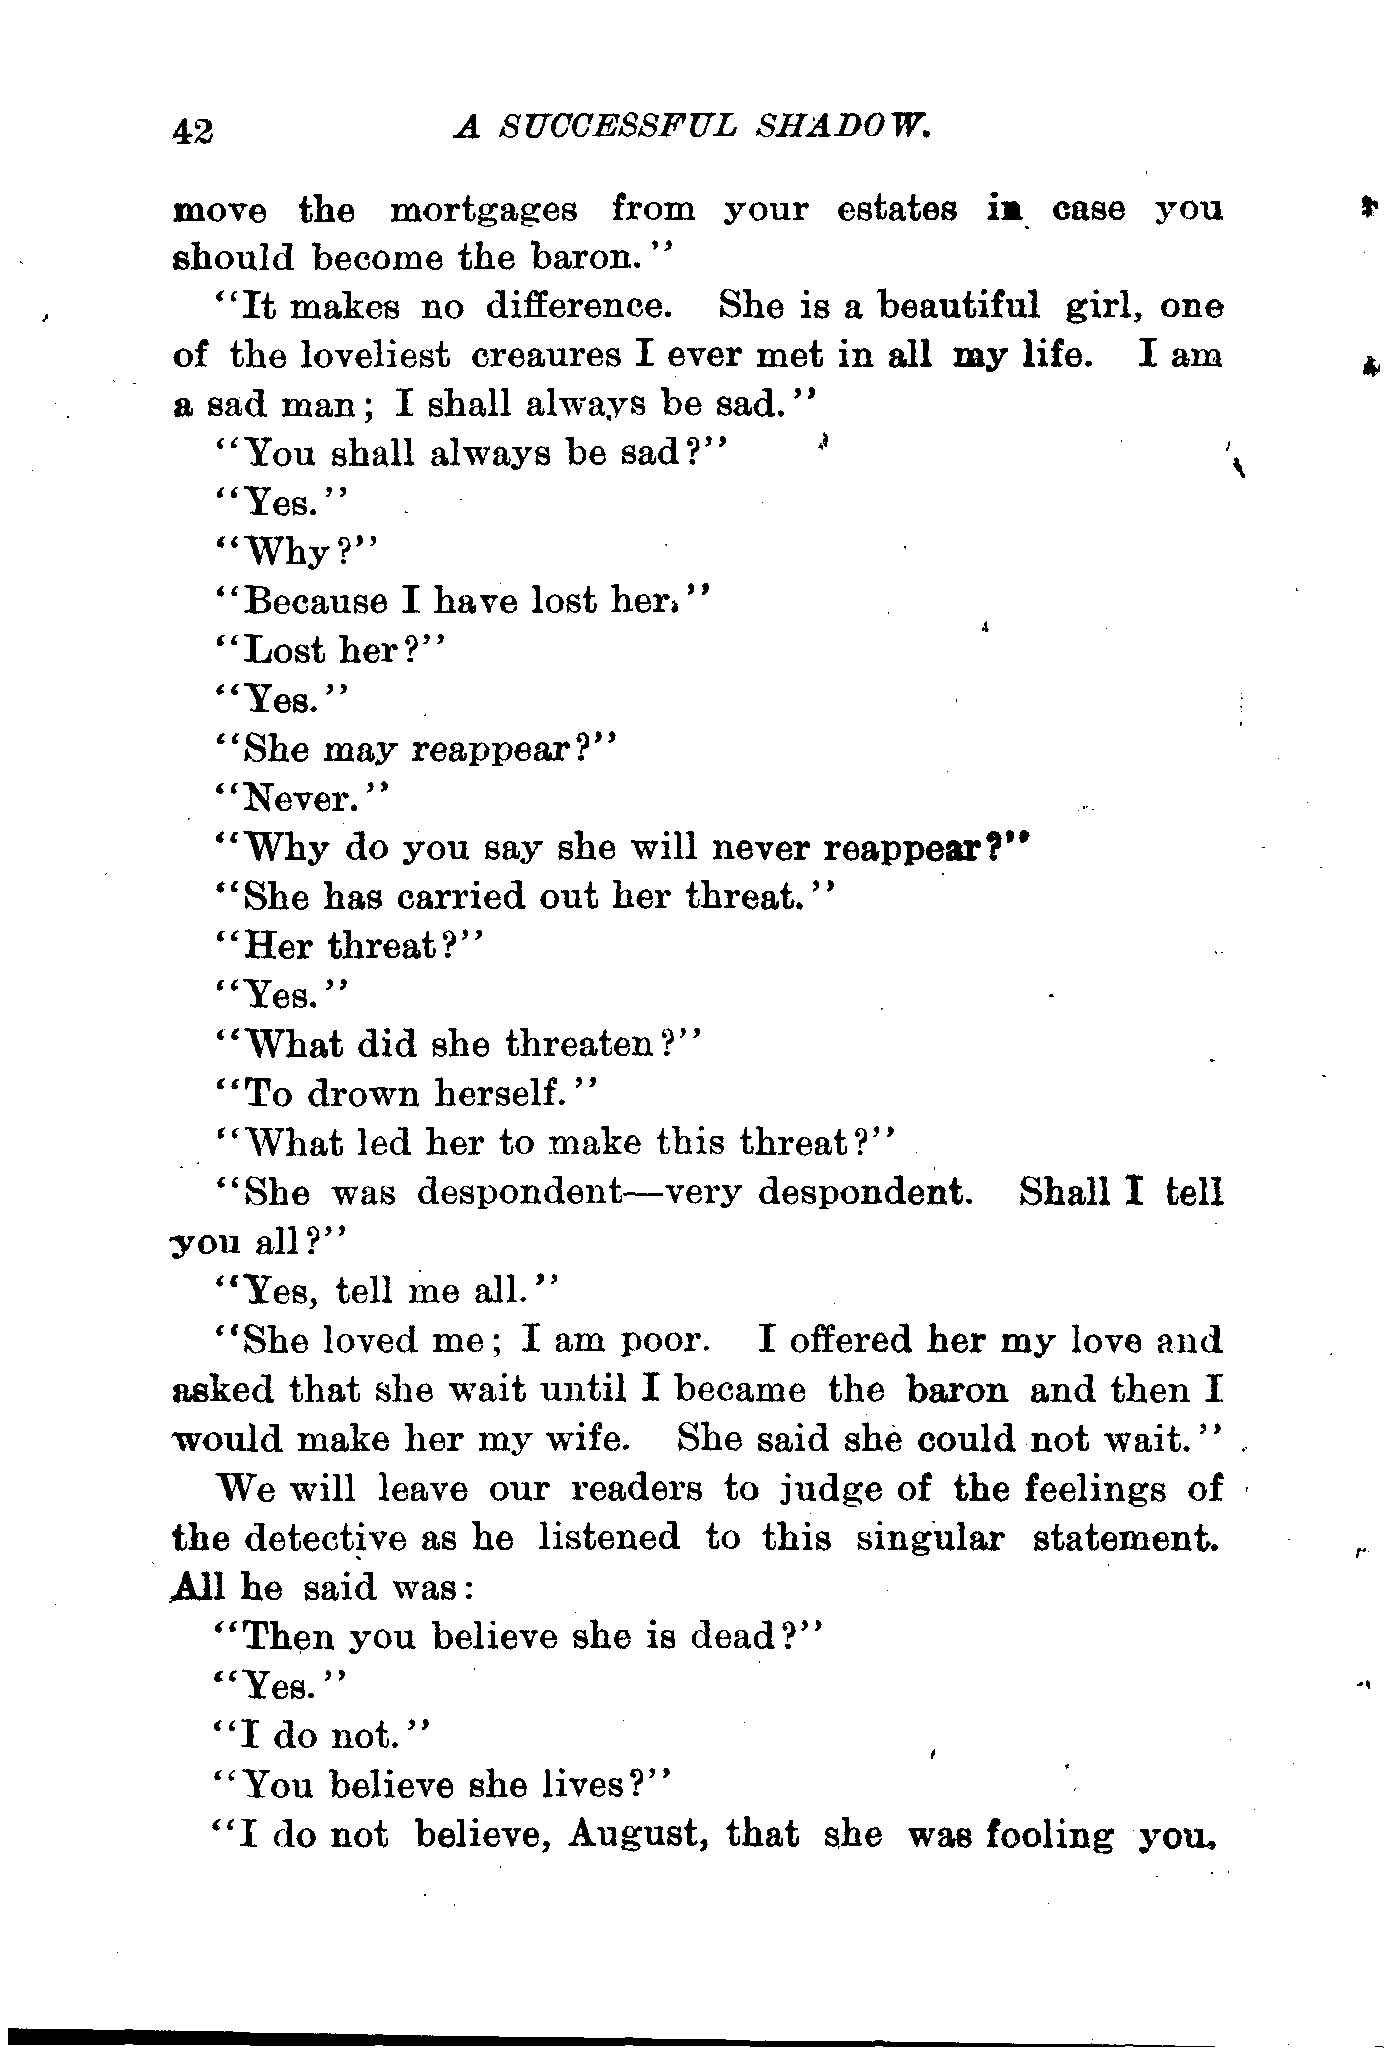 42 A SUCCESSFUL SHADOW.
move the mortgages from your estates in case you
should become the baron."
"It makes no difference. She is a beautiful girl, one
of the loveliest creaures I ever met in all my life. I am
a sad man; I shall always be sad."
"You shall always be sad?"
"Yes."
"Why?"
"Because I have lost her."
"Lost her?"
"Yes."
"She may reappear?"
"Never."
"Why do you say she will never reappear?"
"She has carried out her threat."
"Her threat?"
"Yes."
"What did she threaten?"
"To drown herself."
"What led her to make this threat?"
"She was despondent—very despondent. Shall I tell
you all?"
"Yes, tell me all."
"She loved me; I am poor. I offered her my love and
asked that she wait until I became the baron and then I
would make her my wife. She said she could not wait."
We will leave our readers to judge of the feelings of
the detective as he listened to this singular statement.
All he said was:
"Then you believe she is dead?"
"Yes."
"I do not."
"You believe she lives?"
"I do not believe, August, that she was fooling you.